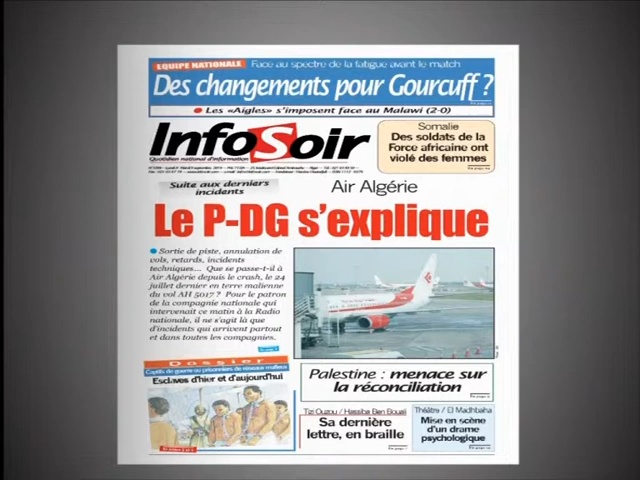 EQUIPE NATIONALE Face au spectre de la fatigue avant le match
Des changements pour Gourcuff ?
● Les «Aigles» s'imposent face au Malawi (2-0)
InfoSoir
Quotidien national d'information
Somalie
Des soldats de la
Force africaine ont
violé des femmes
Suite aux derniers
incidents
Air Algérie
Le P-DG s'explique
● Sortie de piste, annulation de
vols, retards, incidents
techniques... Que se passe-t-il à
Air Algérie depuis le crash, le 24
juillet dernier en terre malienne
du vol AH 5017 ? Pour le patron
de la compagnie nationale qui
intervenait ce matin à la Radio
nationale, il ne s'agit là que
d'incidents qui arrivent partout
et dans toutes les compagnies.
Dossier
Captifs de guerre ou prisonniers de
Esclaves d'hier et d'aujourd'hui
Palestine : menace sur
la réconciliation
Tizi Ouzou / Hassiba Ben Bouali
Sa dernière
lettre, en braille
Théâtre / El Madhbaha
Mise en scène
d'un drame
psychologique